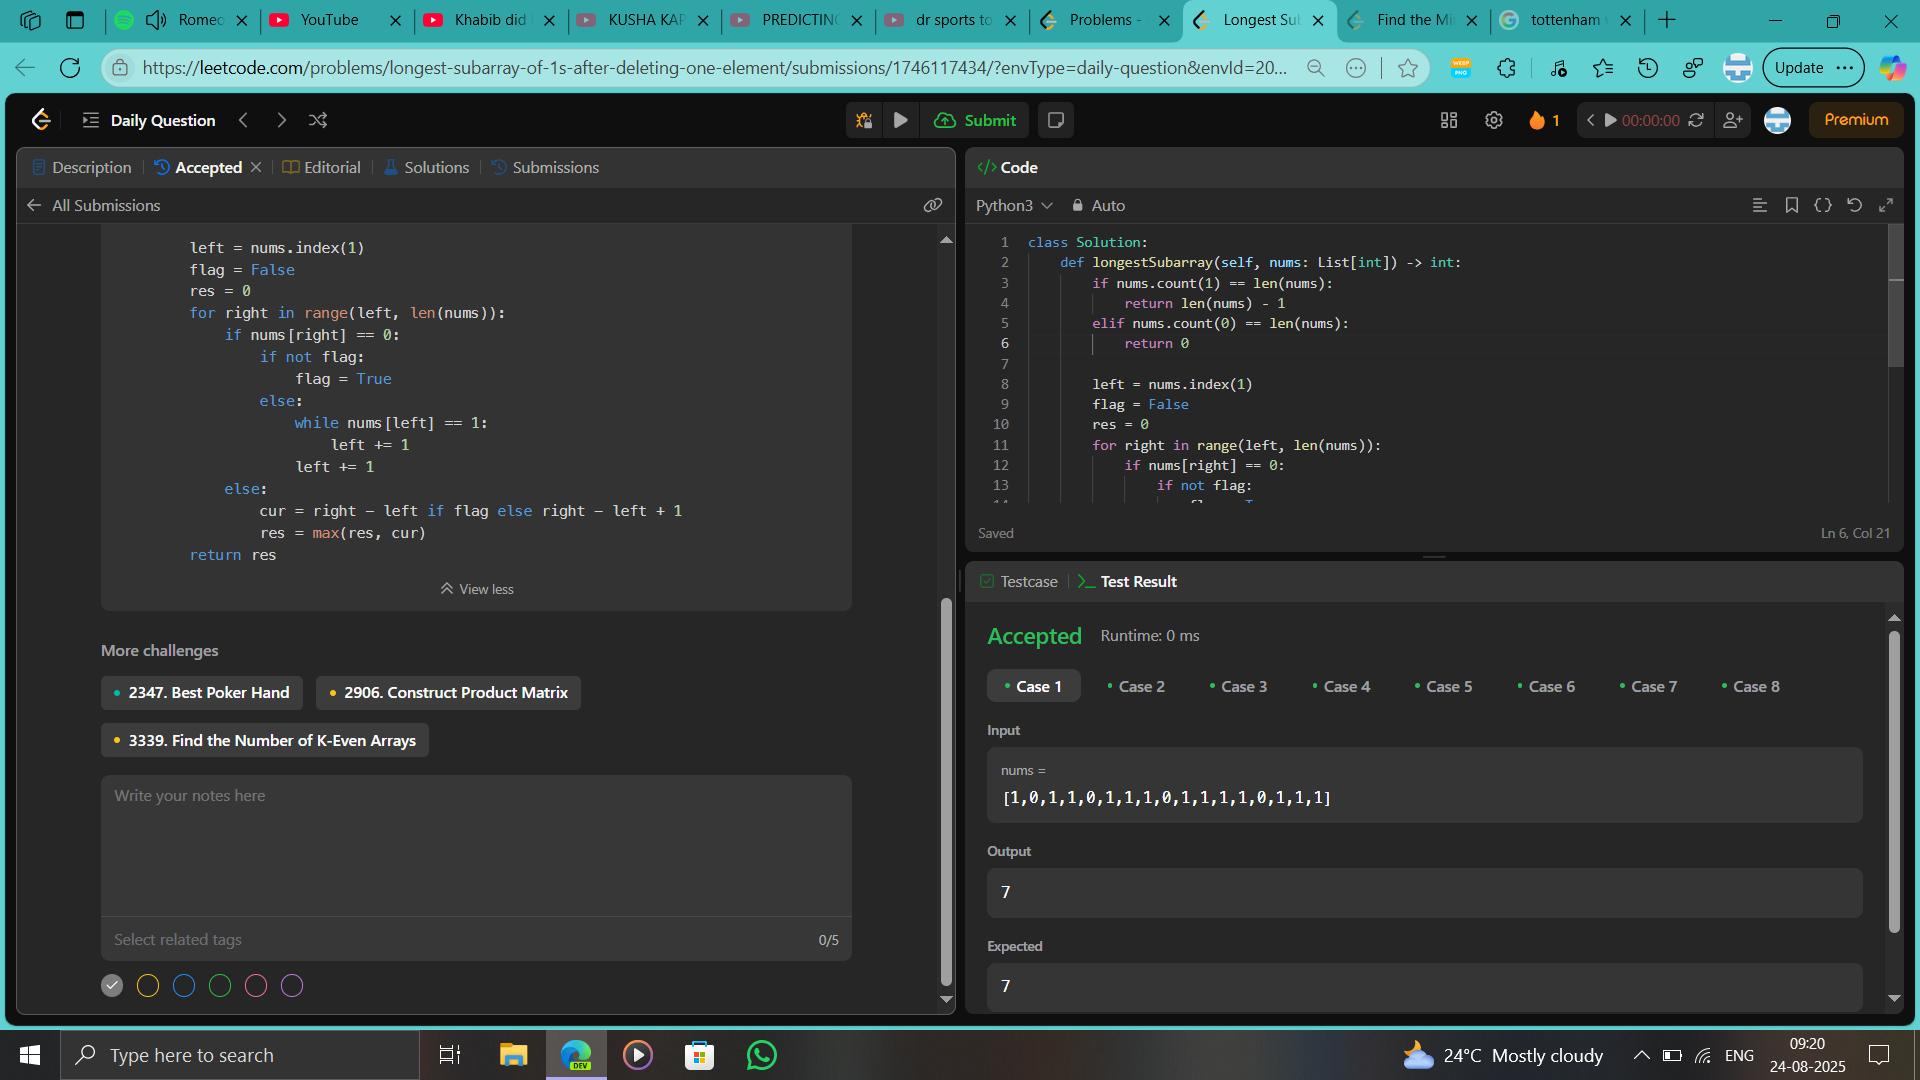 Romeo
YouTube
Khabib did
KUSHA KAP
PREDICTING
dr sports to
Problems -
Longest Su
Find the Mi
tottenham
https://leetcode.com/problems/longest-subarray-of-1s-after-deleting-one-element/submissions/1746117434/?envType=daily-question&envId=20...
WEBP
PNG
Update
Daily Question
Submit
1
00:00:00
Premium
Description
Accepted
Editorial
Solutions
Submissions
All Submissions
left = nums.index(1)
flag = False
res = 0
for right in range(left, len(nums)):
if nums[right] == 0:
if not flag:
flag = True
else:
while nums[left] == 1:
left += 1
left += 1
else:
cur = right - left if flag else right - left + 1
res = max(res, cur)
return res
View less
More challenges
2347. Best Poker Hand
2906. Construct Product Matrix
3339. Find the Number of K-Even Arrays
Write your notes here
Select related tags
0/5
</> Code
Python3
Auto
1 class Solution:
2 def longestSubarray(self, nums: List[int]) -> int:
3 if nums.count(1) == len(nums):
4 return len(nums) - 1
5 elif nums.count(0) == len(nums):
6 return 0
7
8 left = nums.index(1)
9 flag = False
10 res = 0
11 for right in range(left, len(nums)):
12 if nums[right] == 0:
13 if not flag:
Saved
Ln 6, Col 21
Testcase
Test Result
Accepted
Runtime: 0 ms
Case 1
Case 2
Case 3
Case 4
Case 5
Case 6
Case 7
Case 8
Input
nums =
[1,0,1,1,0,1,1,1,0,1,1,1,1,0,1,1,1]
Output
7
Expected
7
Type here to search
DEV
24°C Mostly cloudy
ENG
09:20
24-08-2025